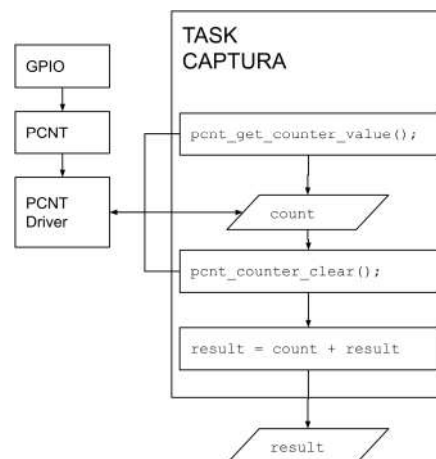 TASK
CAPTURA
GPIO
PCNT
PCNT
Driver
pcnt_get_counter_value();
count
pcnt_counter_clear();
result = count + result
result